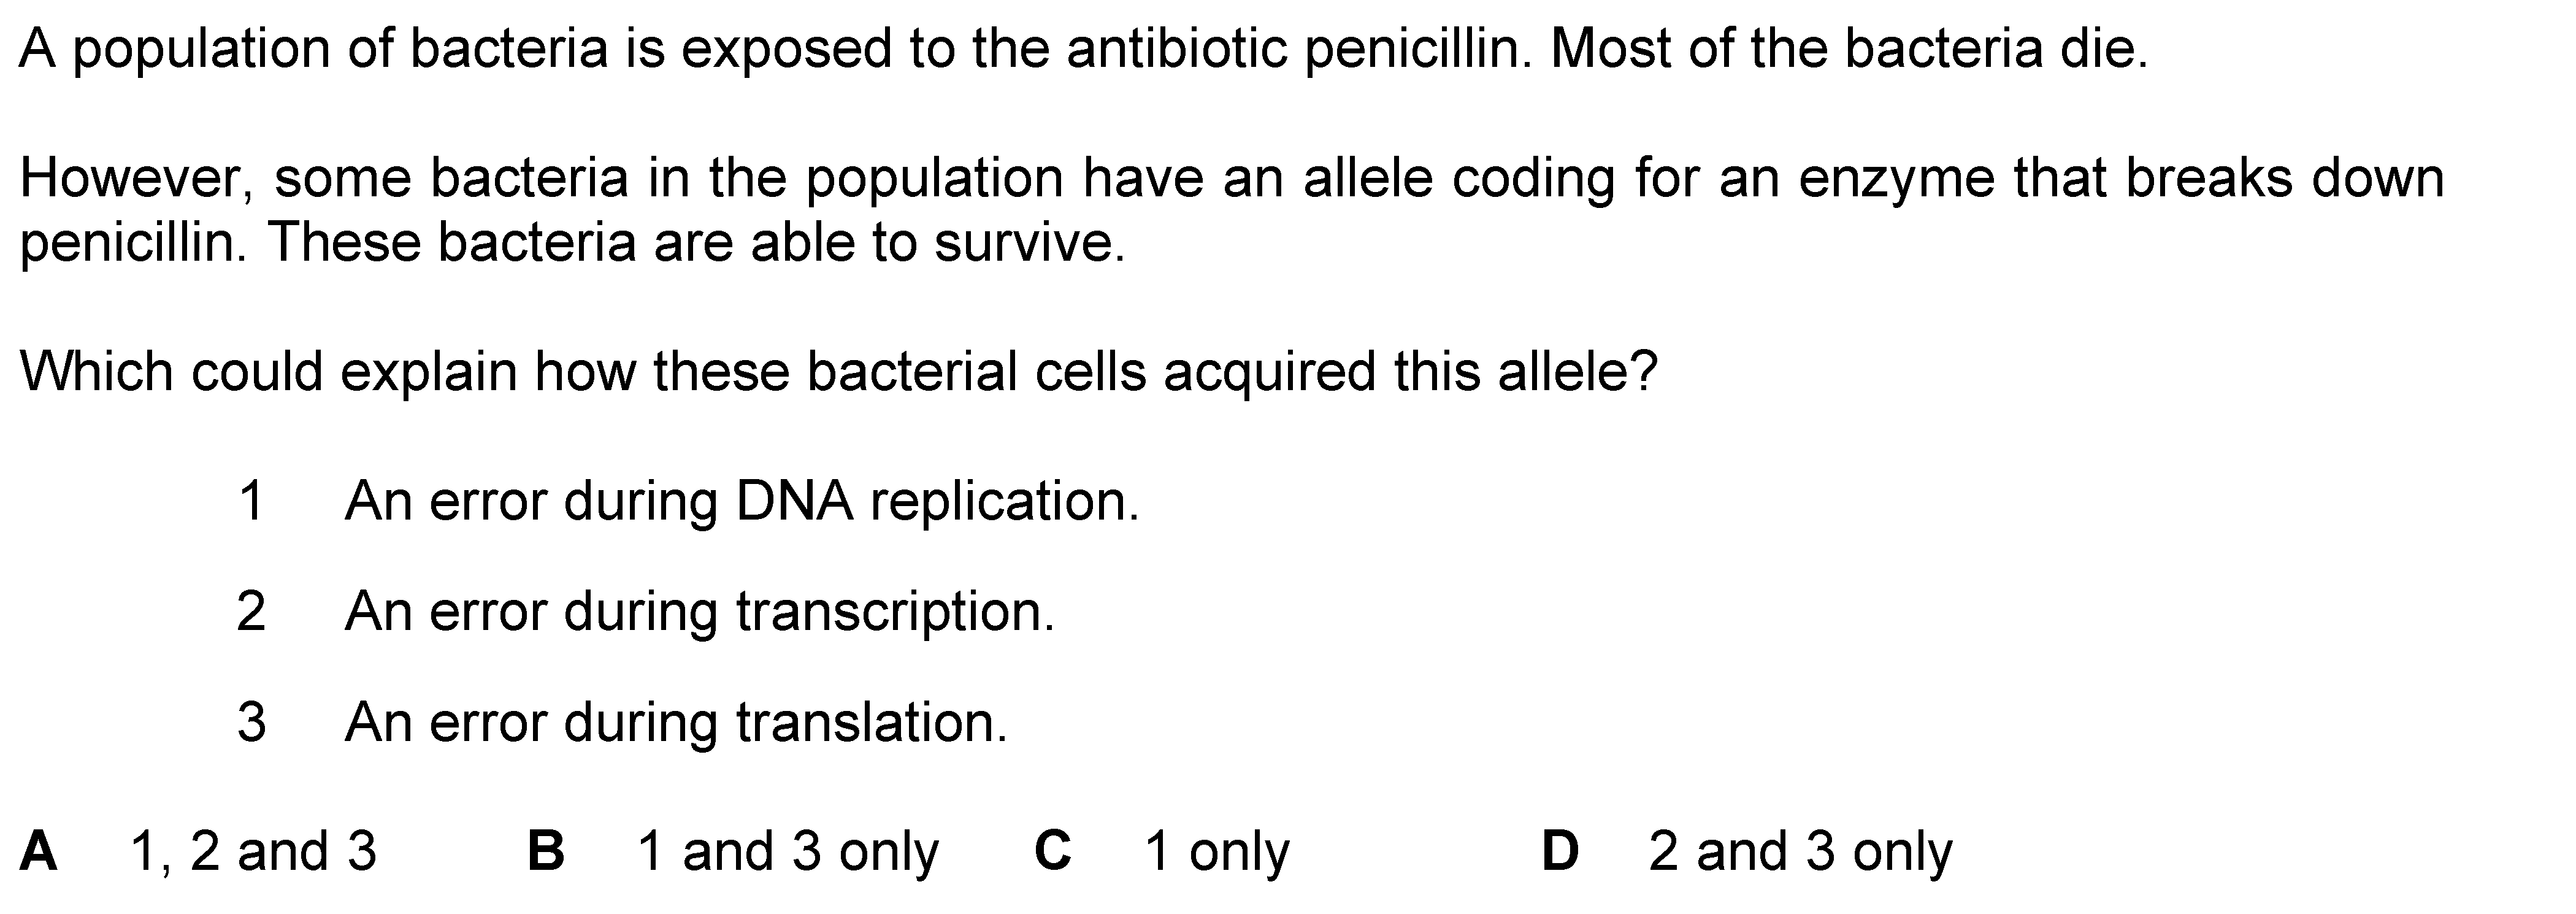 A population of bacteria is exposed to the antibiotic penicillin. Most of the bacteria die.
However, some bacteria in the population have an allele coding for an enzyme that breaks down
penicillin. These bacteria are able to survive.
Which could explain how these bacterial cells acquired this allele?
1 An error during DNA replication.
2 An error during transcription.
3 An error during translation.
A 1, 2 and 3 B 1 and 3 only C 1 only D 2 and 3 only